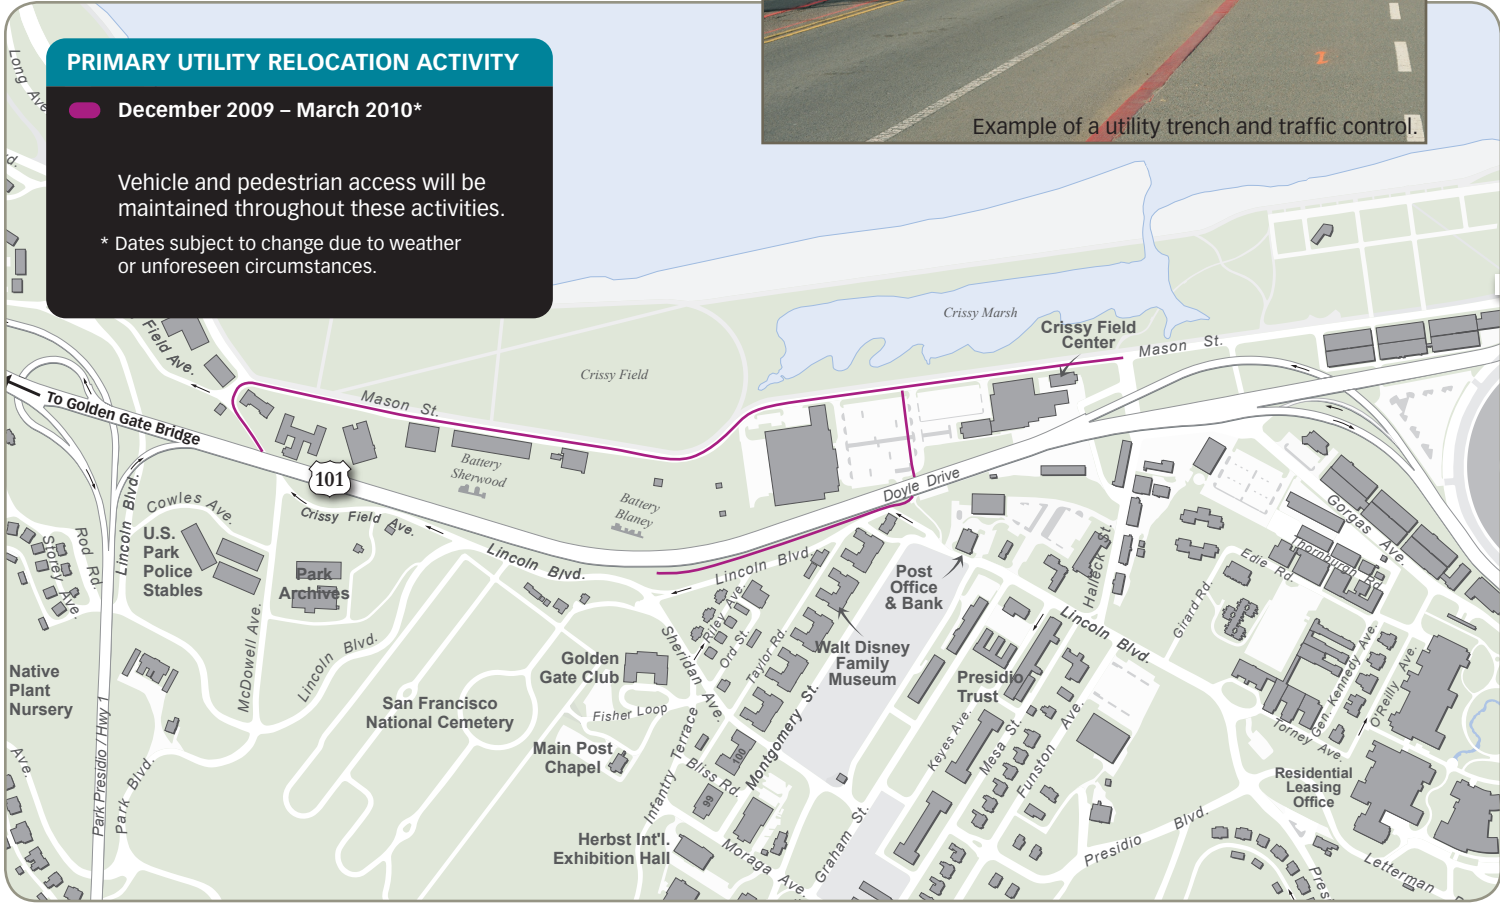 PRIMARY UTILITY RELOCATION ACTIVITY
December 2009 – March 2010*
Vehicle and pedestrian access will be
maintained throughout these activities.
* Dates subject to change due to weather
or unforeseen circumstances.
Example of a utility trench and traffic control.
Long Ave.
d.
Field Ave.
To Golden Gate Bridge
101
Mason St.
Crissy Field
Crissy Marsh
Crissy Field
Center
Mason St.
Battery
Sherwood
Battery
Blaney
Doyle Drive
Lincoln Blvd.
Cowles Ave.
Crissy Field Ave.
Lincoln Blvd.
Lincoln Blvd.
Rod Rd.
Storey Ave.
U.S.
Park
Police
Stables
Park
Archives
McDowell Ave.
Lincoln Blvd.
Native
Plant
Nursery
Park Presidio / Hwy 1
Park Blvd.
Ave.
San Francisco
National Cemetery
Golden
Gate Club
Fisher Loop
Main Post
Chapel
Herbst Int'l.
Exhibition Hall
Sheridan Ave.
Riley Ave.
Ord St.
Taylor Rd.
Infantry Terrace
Bliss Rd.
99
100
Montgomery St.
Moraga Ave.
Graham St.
Walt Disney
Family
Museum
Post
Office
& Bank
Presidio
Trust
Keyes Ave.
Mesa St.
Funston Ave.
Halleck St.
Lincoln Blvd.
Girard Rd.
Edie Rd.
Thornburgh Rd.
Gorgas Ave.
Gen. Kennedy Ave.
O'Reilly Ave.
Torney Ave.
Residential
Leasing
Office
Presidio Blvd.
Letterman
Pres